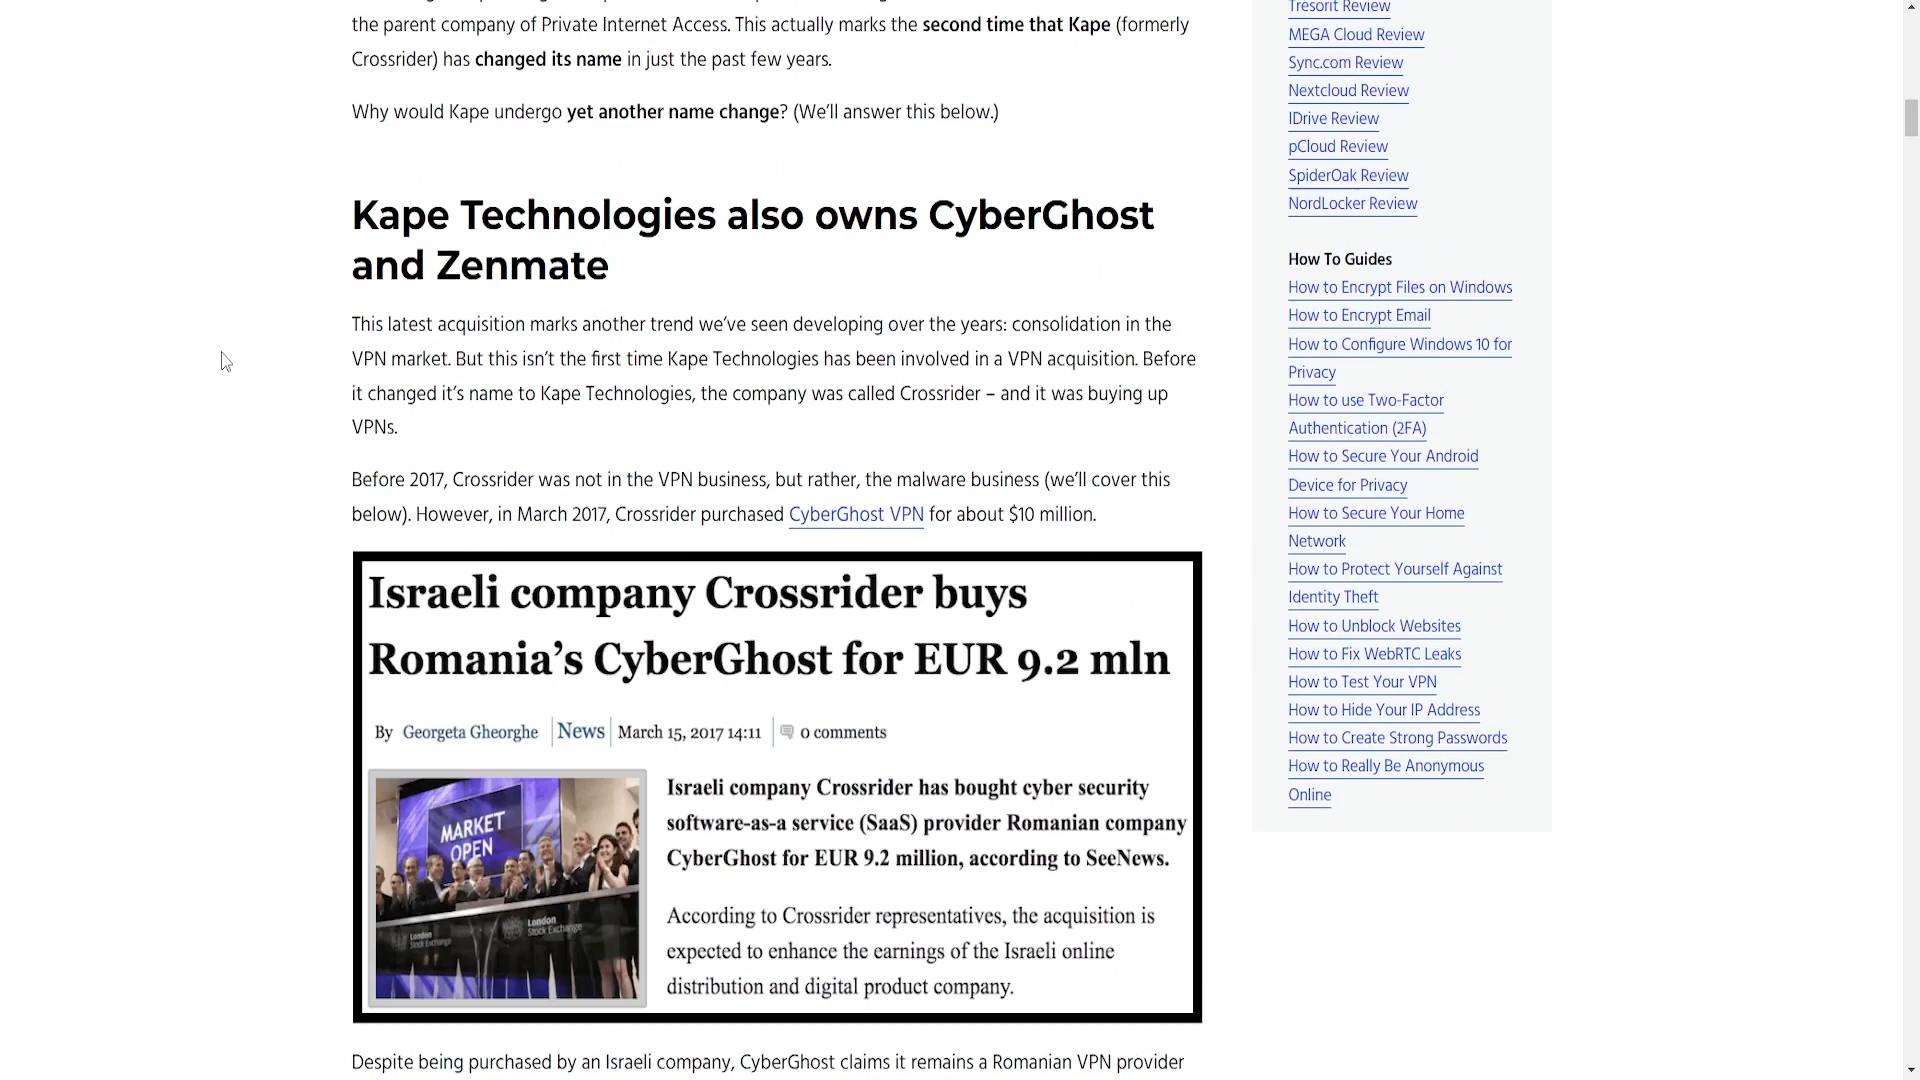 the parent company of Private Internet Access. This actually marks the second time that Kape (formerly
Crossrider) has changed its name in just the past few years.
Why would Kape undergo yet another name change? (We’ll answer this below.)
Kape Technologies also owns CyberGhost
and Zenmate
This latest acquisition marks another trend we’ve seen developing over the years: consolidation in the
VPN market. But this isn’t the first time Kape Technologies has been involved in a VPN acquisition. Before
it changed it’s name to Kape Technologies, the company was called Crossrider – and it was buying up
VPNs.
Before 2017, Crossrider was not in the VPN business, but rather, the malware business (we’ll cover this
below). However, in March 2017, Crossrider purchased CyberGhost VPN for about $10 million.
Israeli company Crossrider buys
Romania’s CyberGhost for EUR 9.2 mln
By Georgeta Gheorghe News March 15, 2017 14:11 0 comments
MARKET
OPEN
London
Stock Exchange
London
Stock Exchange
Israeli company Crossrider has bought cyber security
software-as-a service (SaaS) provider Romanian company
CyberGhost for EUR 9.2 million, according to SeeNews.
According to Crossrider representatives, the acquisition is
expected to enhance the earnings of the Israeli online
distribution and digital product company.
Despite being purchased by an Israeli company, CyberGhost claims it remains a Romanian VPN provider
Tresorit Review
MEGA Cloud Review
Sync.com Review
Nextcloud Review
IDrive Review
pCloud Review
SpiderOak Review
NordLocker Review
How To Guides
How to Encrypt Files on Windows
How to Encrypt Email
How to Configure Windows 10 for
Privacy
How to use Two-Factor
Authentication (2FA)
How to Secure Your Android
Device for Privacy
How to Secure Your Home
Network
How to Protect Yourself Against
Identity Theft
How to Unblock Websites
How to Fix WebRTC Leaks
How to Test Your VPN
How to Hide Your IP Address
How to Create Strong Passwords
How to Really Be Anonymous
Online